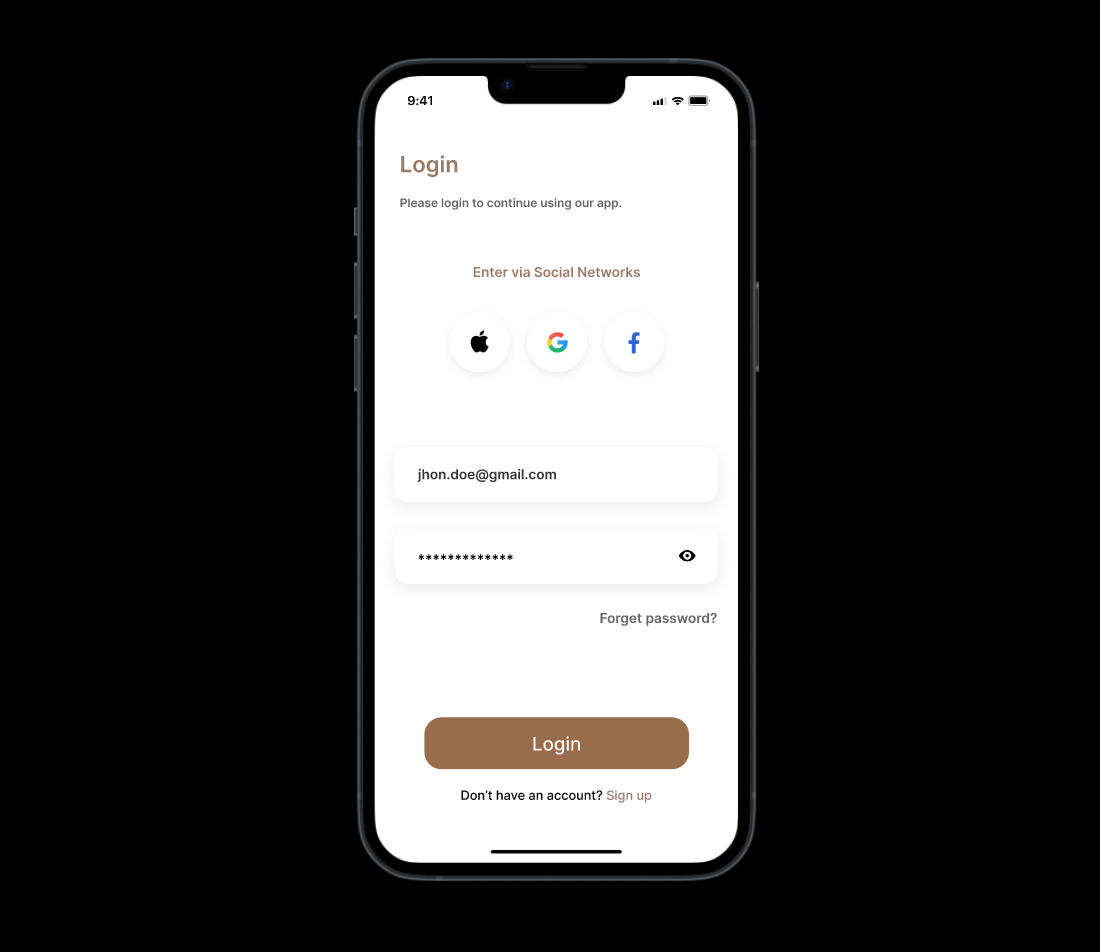 9:41
Login
Please login to continue using our app.
Enter via Social Networks
jhon.doe@gmail.com
*************
Forget password?
Login
Don't have an account? Sign up